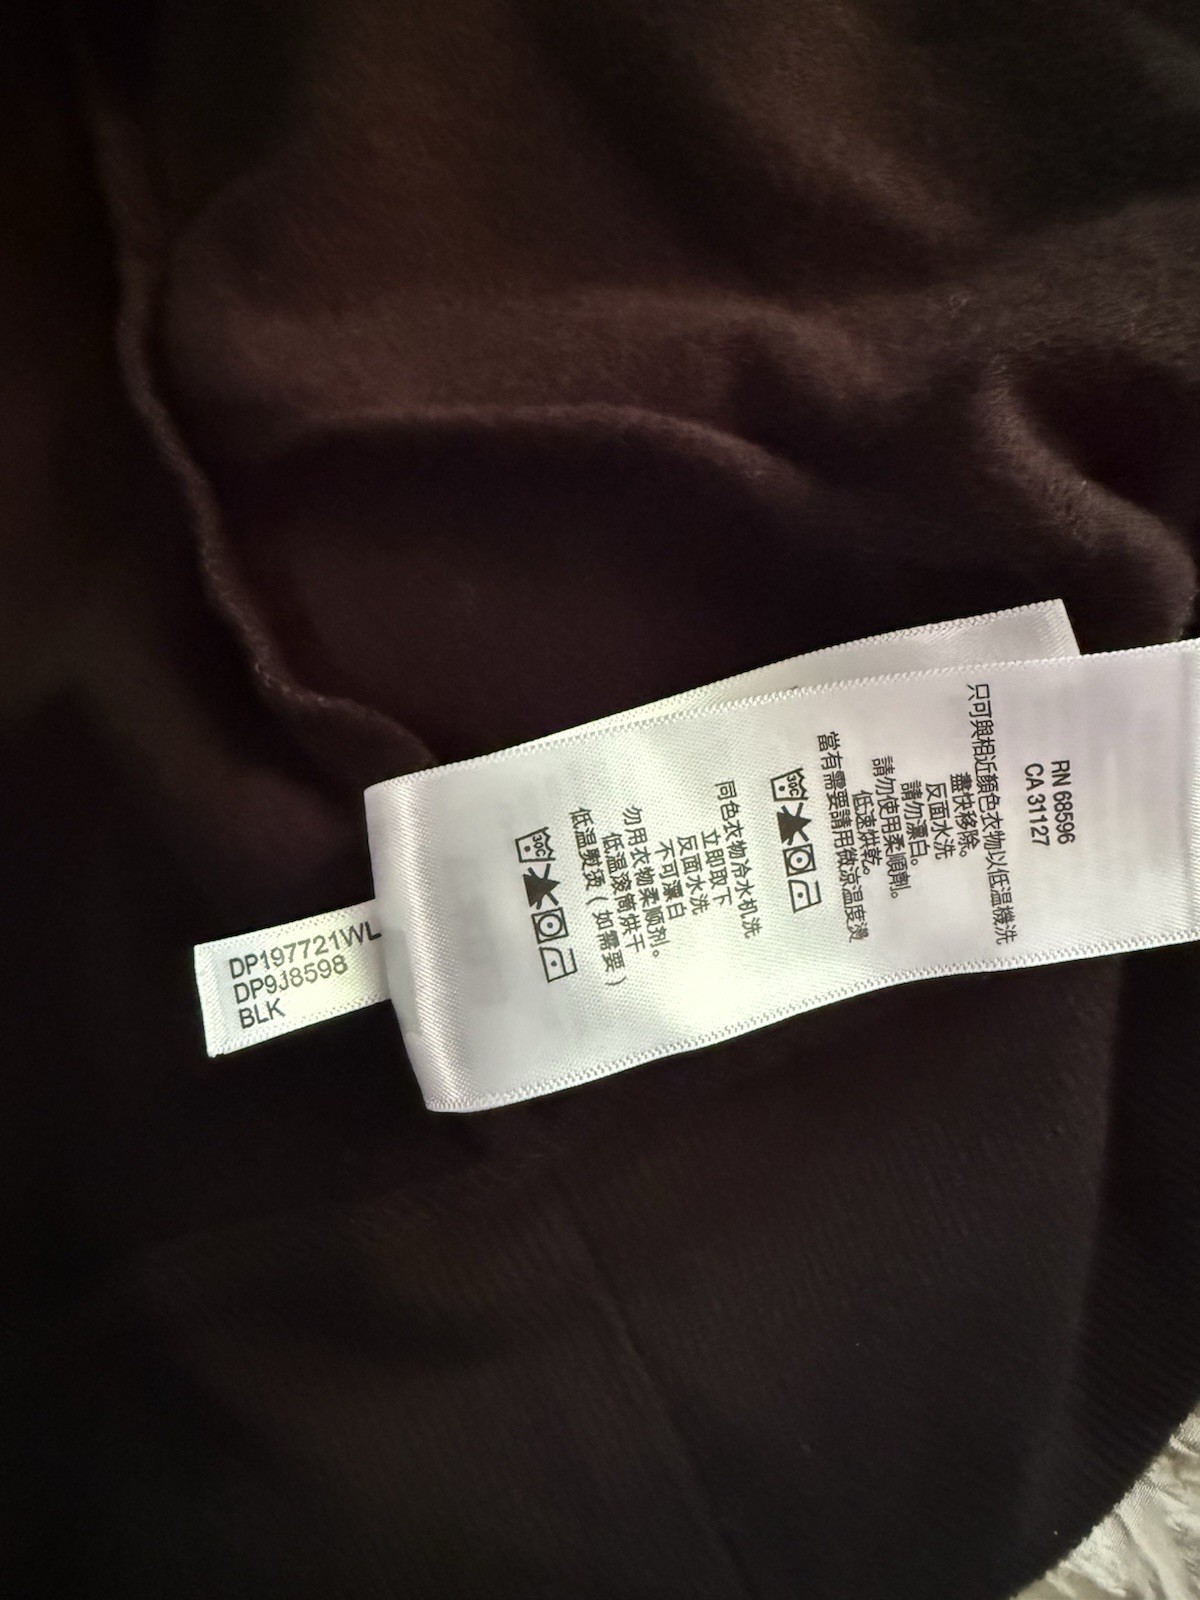 RN 68596
CA 31127
只可與相近顏色衣物以低溫機洗
盡快移除。
反面水洗
請勿漂白。
請勿使用柔順劑。
低速烘乾。
當有需要請用微涼溫度燙
30C
同色衣物冷水机洗
立即取下
反面水洗
不可漂白
勿用衣物柔顺剂。
低温滚筒烘干
低温熨烫（如需要）
30C
DP197721WL
DP9J8598
BLK